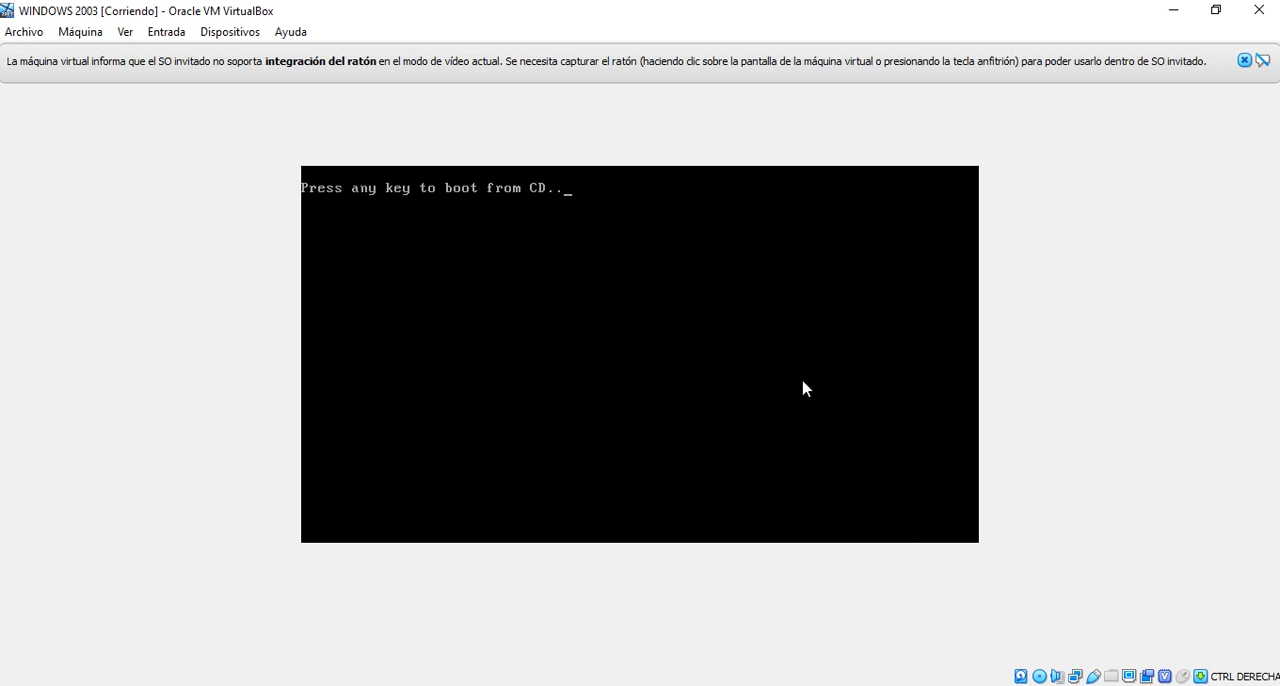 WINDOWS 2003 [Corriendo] - Oracle VM VirtualBox
Archivo Máquina Ver Entrada Dispositivos Ayuda
La máquina virtual informa que el SO invitado no soporta integración del ratón en el modo de vídeo actual. Se necesita capturar el ratón (haciendo clic sobre la pantalla de la máquina virtual o presionando la tecla anfitrión) para poder usarlo dentro de SO invitado.
Press any key to boot from CD.._
CTRL DERECHA